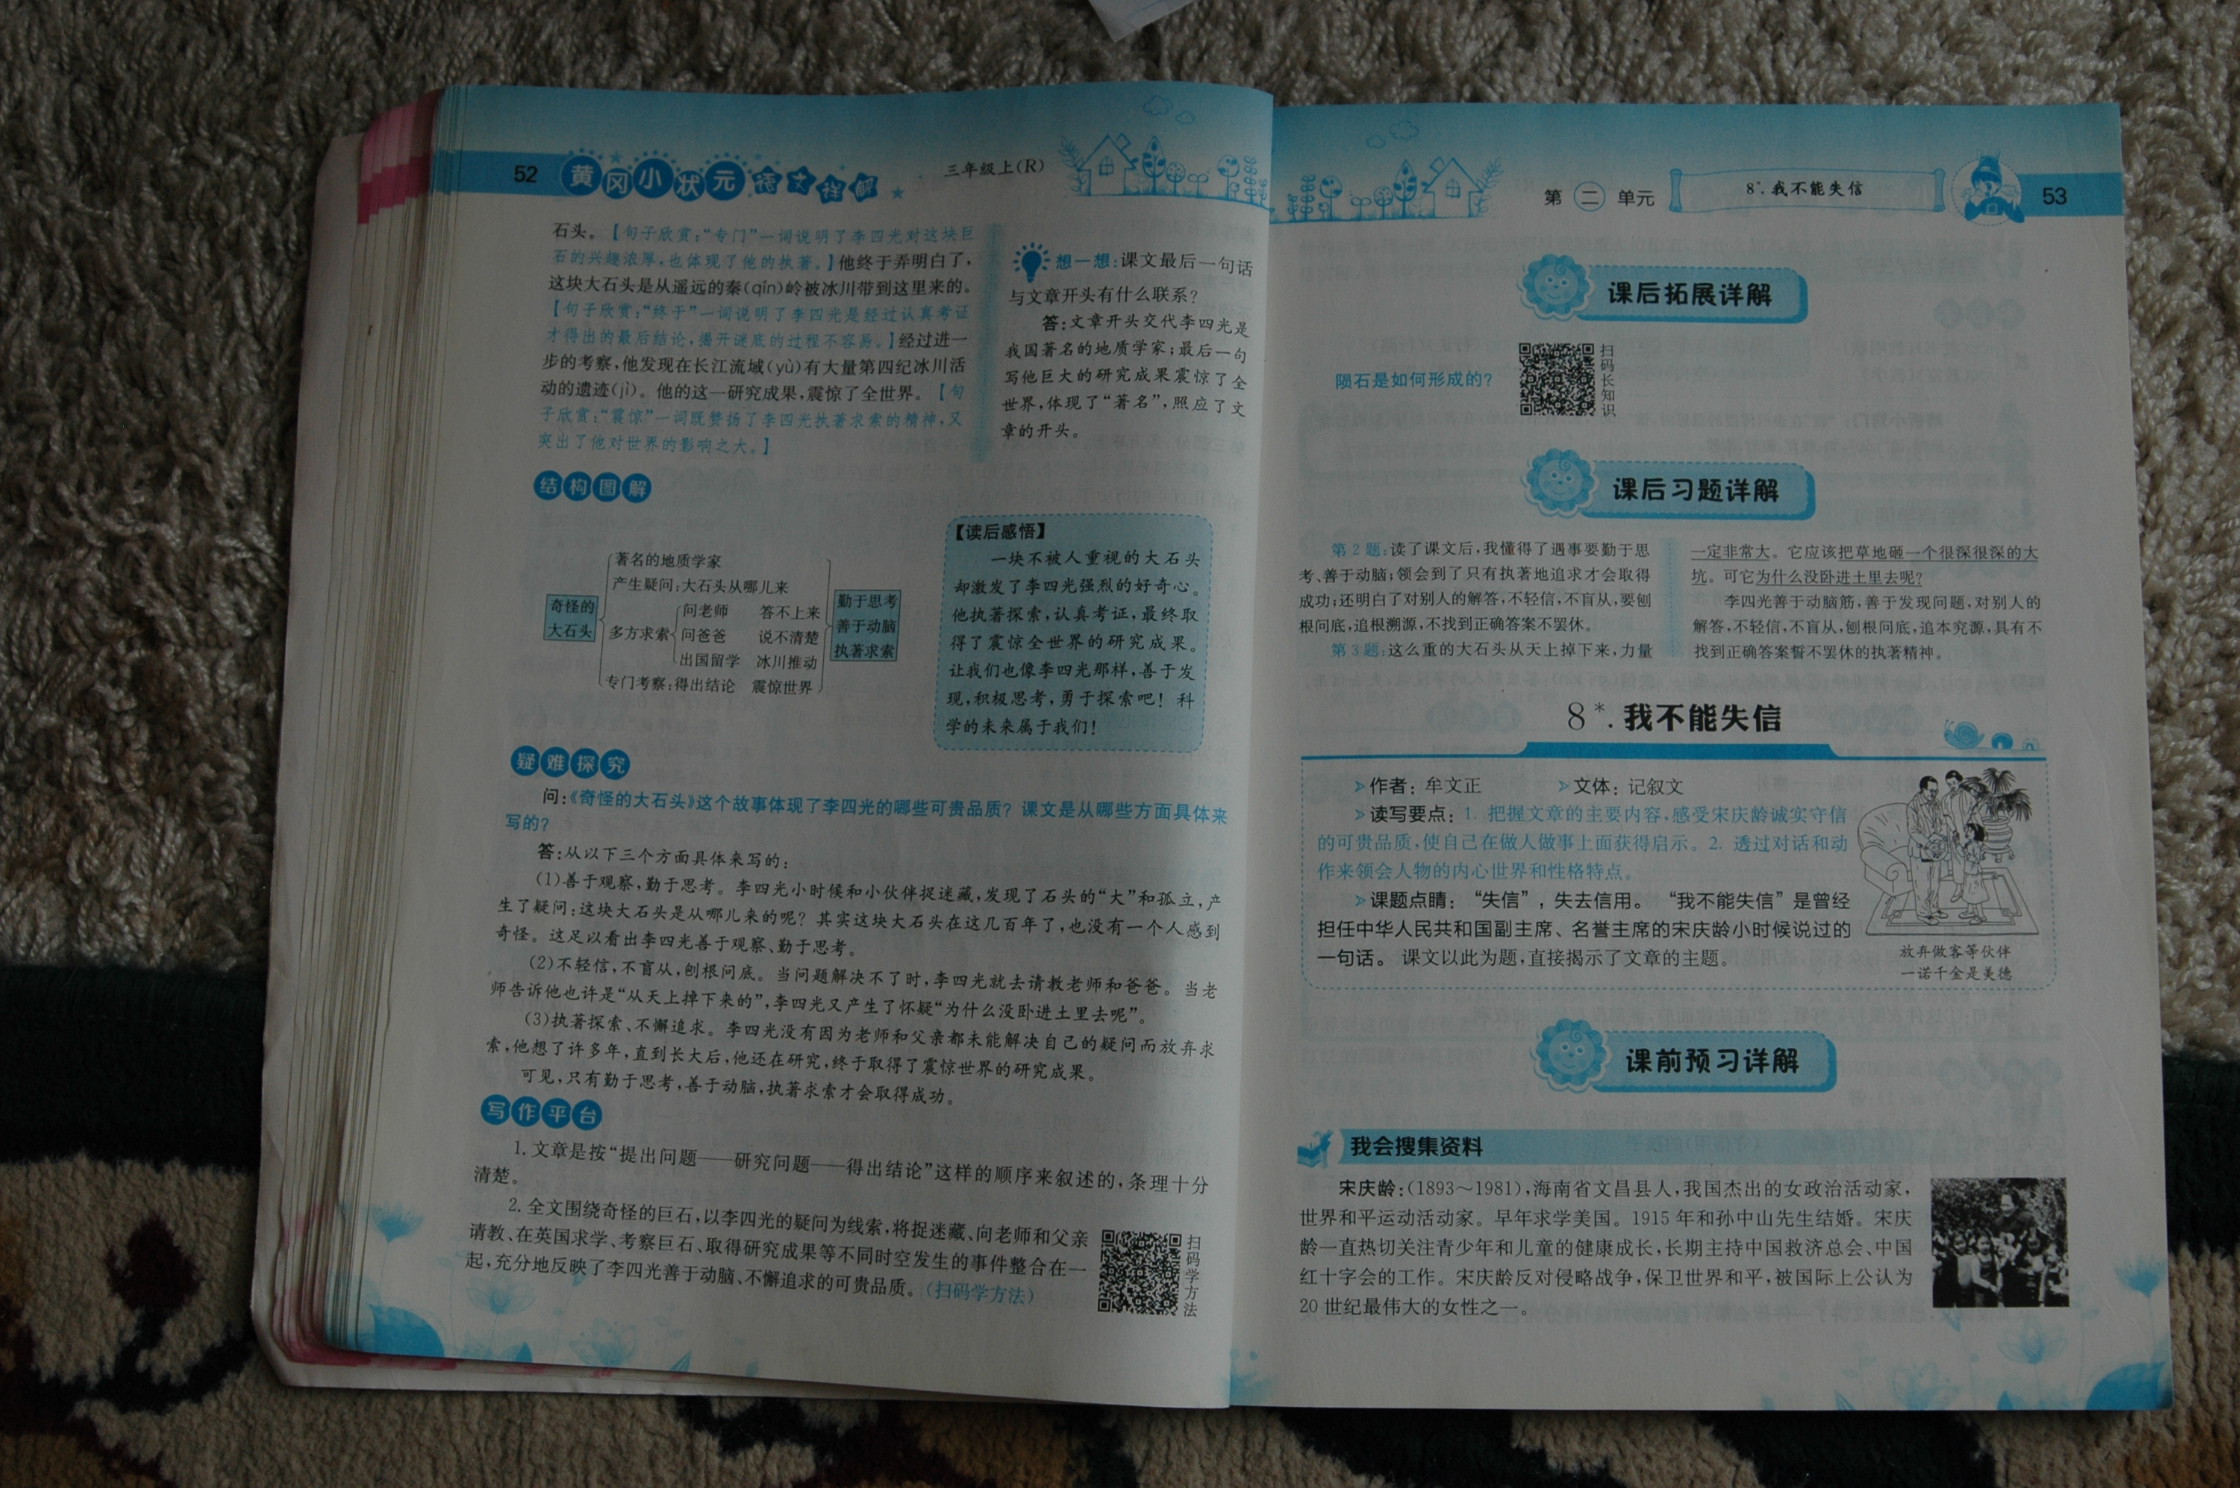 52
黄冈小状元语文详解
三年级上(R)
石头。【句子欣赏:“专门”一词说明了李四光对这块巨
石的兴趣浓厚,也体现了他的执著。】他终于弄明白了,
这块大石头是从遥远的秦(qín)岭被冰川带到这里来的。
【句子欣赏:“终于”一词说明了李四光是经过认真考证
才得出的最后结论,揭开谜底的过程不容易。】经过进一
步的考察,他发现在长江流域(yù)有大量第四纪冰川活
动的遗迹(jì)。他的这一研究成果,震惊了全世界。【句
子欣赏:“震惊”一词既赞扬了李四光执著求索的精神,又
突出了他对世界的影响之大。】
想一想:课文最后一句话
与文章开头有什么联系?
答:文章开头交代李四光是
我国著名的地质学家;最后一句
写他巨大的研究成果震惊了全
世界,体现了“著名”,照应了文
章的开头。
结构图解
奇怪的
大石头
著名的地质学家
产生疑问:大石头从哪儿来
多方求索
问老师 答不上来
问爸爸 说不清楚
出国留学 冰川推动
专门考察:得出结论 震惊世界
勤于思考
善于动脑
执著求索
【读后感悟】
一块不被人重视的大石头
却激发了李四光强烈的好奇心。
他执著探索,认真考证,最终取
得了震惊全世界的研究成果。
让我们也像李四光那样,善于发
现,积极思考,勇于探索吧!科
学的未来属于我们!
疑难探究
问:《奇怪的大石头》这个故事体现了李四光的哪些可贵品质?课文是从哪些方面具体来
写的?
答:从以下三个方面具体来写的:
(1)善于观察,勤于思考。李四光小时候和小伙伴捉迷藏,发现了石头的“大”和孤立,产
生了疑问:这块大石头是从哪儿来的呢?其实这块大石头在这几百年了,也没有一个人感到
奇怪。这足以看出李四光善于观察、勤于思考。
(2)不轻信,不盲从,刨根问底。当问题解决不了时,李四光就去请教老师和爸爸。当老
师告诉他也许是“从天上掉下来的”,李四光又产生了怀疑“为什么没卧进土里去呢”。
(3)执著探索、不懈追求。李四光没有因为老师和父亲都未能解决自己的疑问而放弃求
索,他想了许多年,直到长大后,他还在研究,终于取得了震惊世界的研究成果。
可见,只有勤于思考,善于动脑,执著求索才会取得成功。
写作平台
1. 文章是按“提出问题——研究问题——得出结论”这样的顺序来叙述的,条理十分
清楚。
2. 全文围绕奇怪的巨石,以李四光的疑问为线索,将捉迷藏、向老师和父亲
请教、在英国求学、考察巨石、取得研究成果等不同时空发生的事件整合在一
起,充分地反映了李四光善于动脑、不懈追求的可贵品质。(扫码学方法)
扫码学方法
第二单元
8*. 我不能失信
53
课后拓展详解
陨石是如何形成的?
扫码长知识
课后习题详解
第2题:读了课文后,我懂得了遇事要勤于思
考、善于动脑;领会到了只有执著地追求才会取得
成功;还明白了对别人的解答,不轻信,不盲从,要刨
根问底,追根溯源,不找到正确答案不罢休。
第3题:这么重的大石头从天上掉下来,力量
一定非常大。它应该把草地砸一个很深很深的大
坑。可它为什么没卧进土里去呢?
李四光善于动脑筋,善于发现问题,对别人的
解答,不轻信,不盲从,刨根问底,追本究源,具有不
找到正确答案誓不罢休的执著精神。
8*. 我不能失信
作者:牟文正 文体:记叙文
读写要点:1. 把握文章的主要内容,感受宋庆龄诚实守信
的可贵品质,使自己在做人做事上面获得启示。2. 透过对话和动
作来领会人物的内心世界和性格特点。
课题点睛:“失信”,失去信用。“我不能失信”是曾经
担任中华人民共和国副主席、名誉主席的宋庆龄小时候说过的
一句话。课文以此为题,直接揭示了文章的主题。
放弃做客等伙伴
一诺千金是美德
课前预习详解
我会搜集资料
宋庆龄:(1893～1981),海南省文昌县人,我国杰出的女政治活动家,
世界和平运动活动家。早年求学美国。1915年和孙中山先生结婚。宋庆
龄一直热切关注青少年和儿童的健康成长,长期主持中国救济总会、中国
红十字会的工作。宋庆龄反对侵略战争,保卫世界和平,被国际上公认为
20世纪最伟大的女性之一。